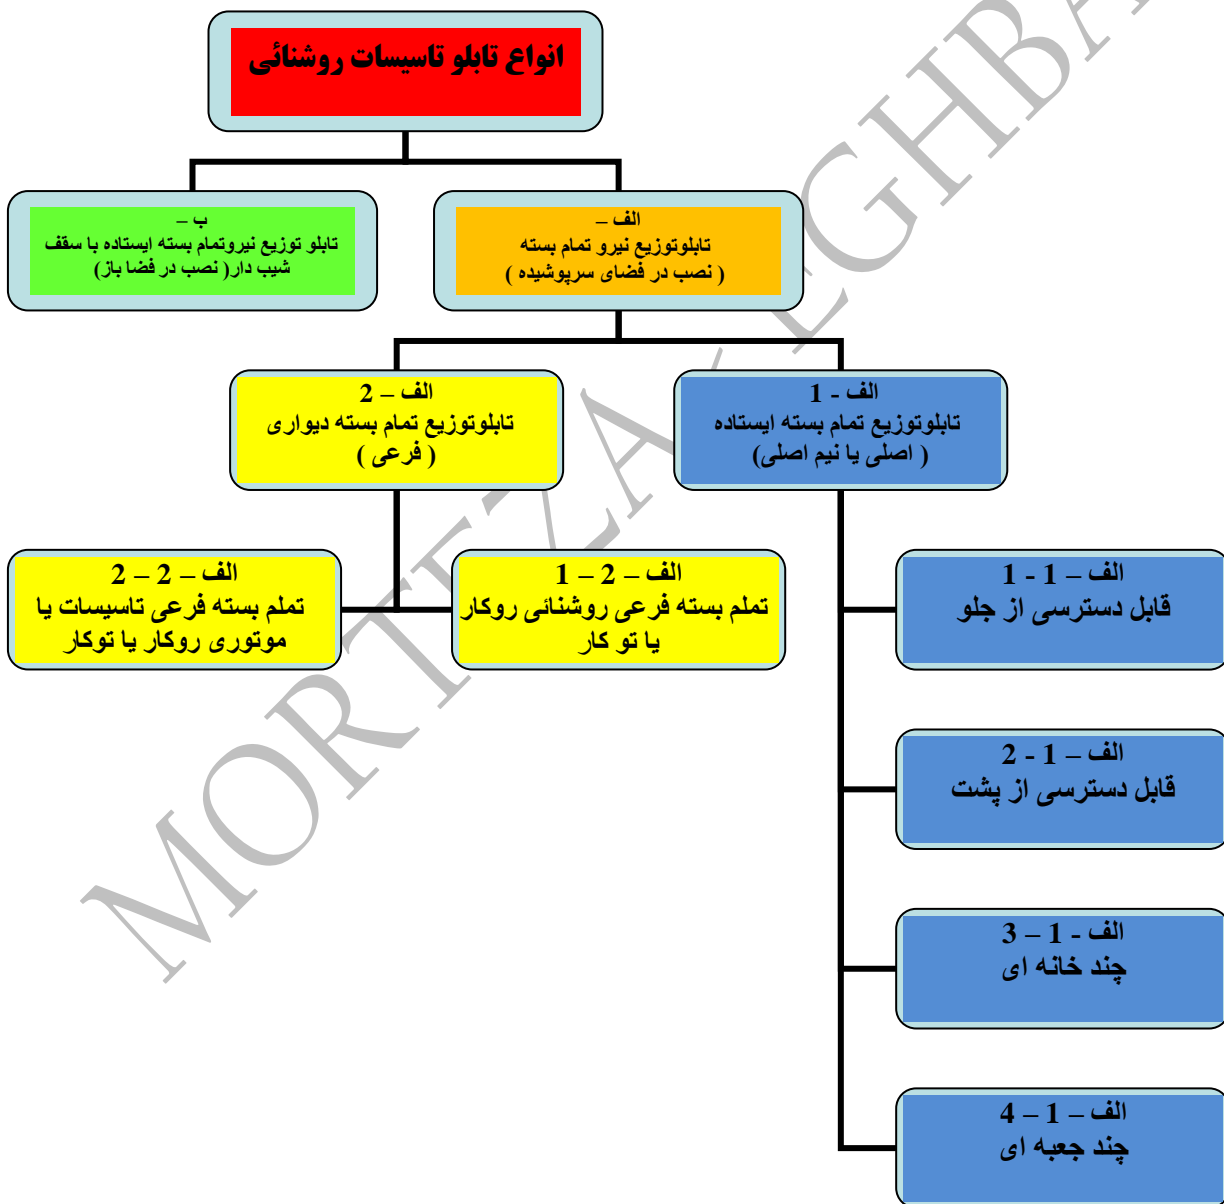 انواع تابلو تاسیسات روشنائی
الف –
تابلوتوزیع نیرو تمام بسته
( نصب در فضای سرپوشیده )
ب –
تابلو توزیع نیروتمام بسته ایستاده با سقف
شیب دار( نصب در فضا باز)
الف - 1
تابلوتوزیع تمام بسته ایستاده
( اصلی یا نیم اصلی)
الف – 2
تابلوتوزیع تمام بسته دیواری
( فرعی )
الف – 1 - 1
قابل دسترسی از جلو
الف – 2 – 1
تملم بسته فرعی روشنائی روکار
یا تو کار
الف – 2 – 2
تملم بسته فرعی تاسیسات یا
موتوری روکار یا توکار
الف – 1 - 2
قابل دسترسی از پشت
الف - 1 – 3
چند خانه ای
الف – 1 – 4
چند جعبه ای